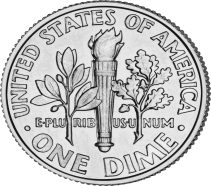 UNITED STATES OF AMERICA
E·PLURIBUS·UNUM
· ONE DIME ·